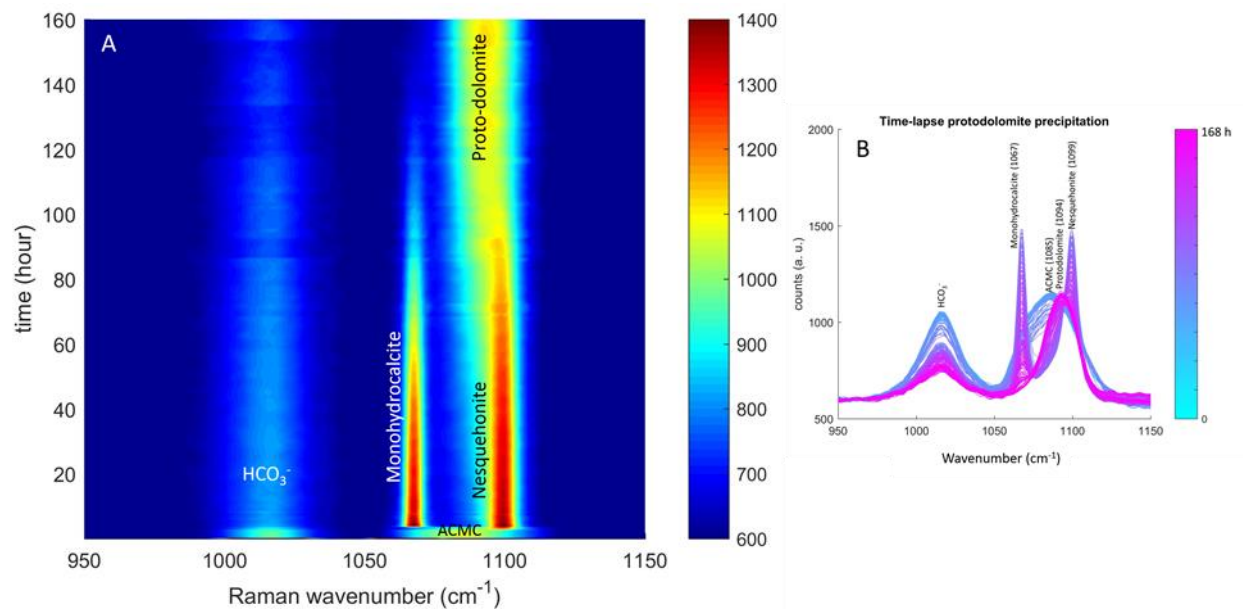 A
160
140
120
100
80
60
40
20
time (hour)
HCO₃⁻
Monohydrocalcite
Nesquehonite
Proto-dolomite
ACMC
950
1000
1050
1100
1150
Raman wavenumber (cm⁻¹)
1400
1300
1200
1100
1000
900
800
700
600
Time-lapse protodolomite precipitation
B
2000
1500
1000
500
counts (a. u.)
HCO₃⁻
Monohydrocalcite (1067)
ACMC (1085)
Protodolomite (1094)
Nesquehonite (1099)
950
1000
1050
1100
1150
Wavenumber (cm⁻¹)
168 h
0